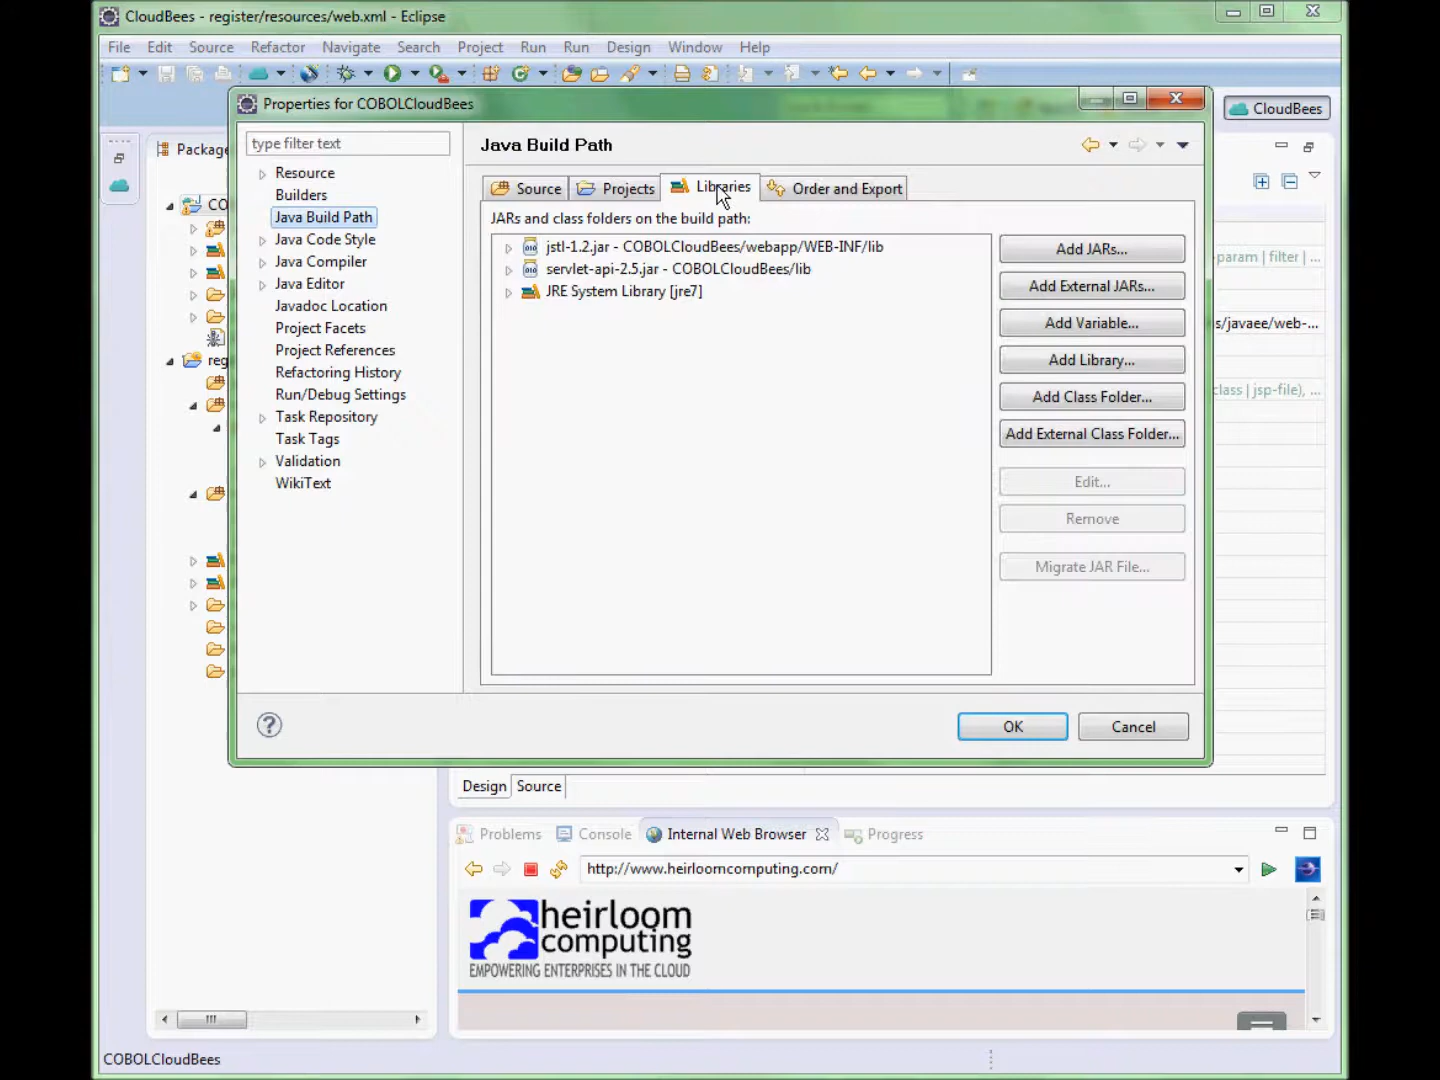 CloudBees - register/resources/web.xml - Eclipse
File Edit Source Refactor Navigate Search Project Run Run Design Window Help
Properties for COBOLCloudBees
CloudBees
type filter text
Java Build Path
Package
Resource
Builders
Java Build Path
Java Code Style
Java Compiler
Java Editor
Javadoc Location
Project Facets
Project References
Refactoring History
Run/Debug Settings
Task Repository
Task Tags
Validation
WikiText
CO
reg
Source Projects Libraries Order and Export
JARs and class folders on the build path:
jstl-1.2.jar - COBOLCloudBees/webapp/WEB-INF/lib
servlet-api-2.5.jar - COBOLCloudBees/lib
JRE System Library [jre7]
Add JARs...
Add External JARs...
Add Variable...
Add Library...
Add Class Folder...
Add External Class Folder...
Edit...
Remove
Migrate JAR File...
-param | filter | ...
s/javaee/web-...
class | jsp-file), ...
OK Cancel
Design Source
Problems Console Internal Web Browser Progress
http://www.heirloomcomputing.com/
heirloom
computing
EMPOWERING ENTERPRISES IN THE CLOUD
COBOLCloudBees